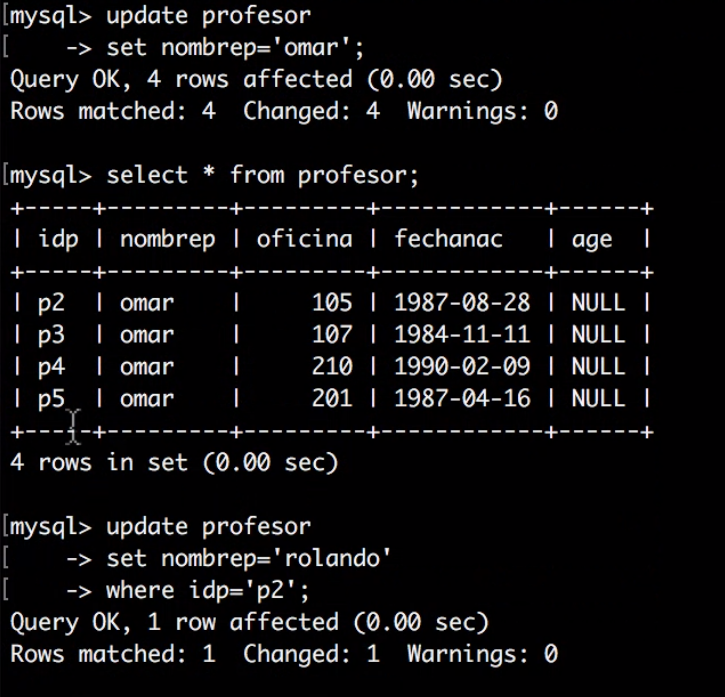 [mysql> update profesor
[    -> set nombrep='omar';
Query OK, 4 rows affected (0.00 sec)
Rows matched: 4  Changed: 4  Warnings: 0
[mysql> select * from profesor;
+-----+---------+---------+------------+------+
| idp | nombrep | oficina | fechanac   | age  |
+-----+---------+---------+------------+------+
| p2  | omar    |     105 | 1987-08-28 | NULL |
| p3  | omar    |     107 | 1984-11-11 | NULL |
| p4  | omar    |     210 | 1990-02-09 | NULL |
| p5  | omar    |     201 | 1987-04-16 | NULL |
+-----+---------+---------+------------+------+
4 rows in set (0.00 sec)
[mysql> update profesor
[    -> set nombrep='rolando'
[    -> where idp='p2';
Query OK, 1 row affected (0.00 sec)
Rows matched: 1  Changed: 1  Warnings: 0